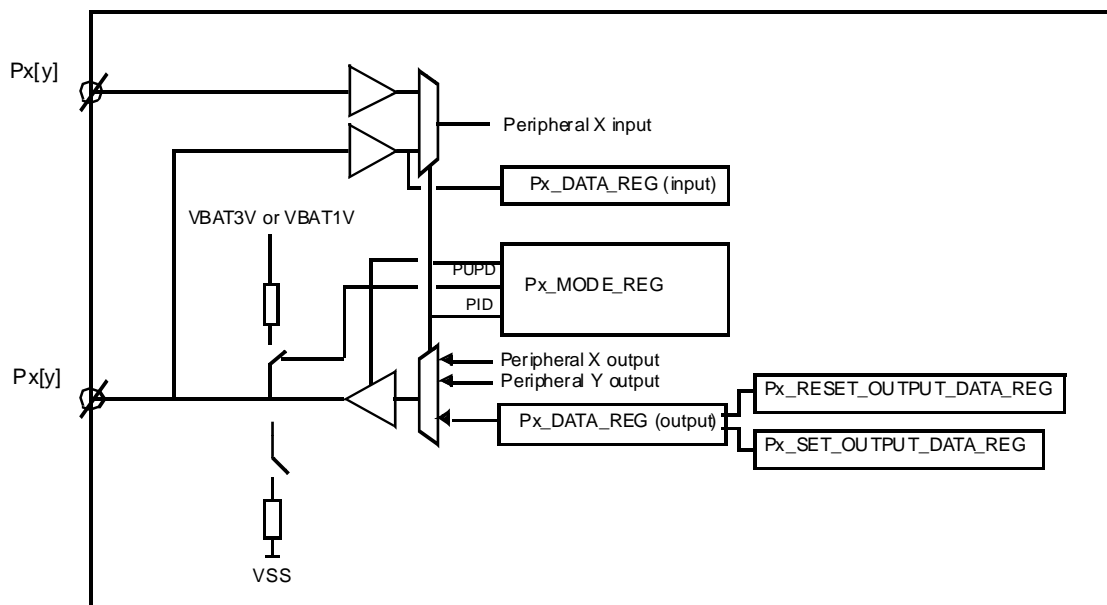 Px[y]
Peripheral X input
Px_DATA_REG (input)
VBAT3V or VBAT1V
PUPD
Px_MODE_REG
PID
Peripheral X output
Px[y]
Peripheral Y output
Px_RESET_OUTPUT_DATA_REG
Px_DATA_REG (output)
Px_SET_OUTPUT_DATA_REG
VSS